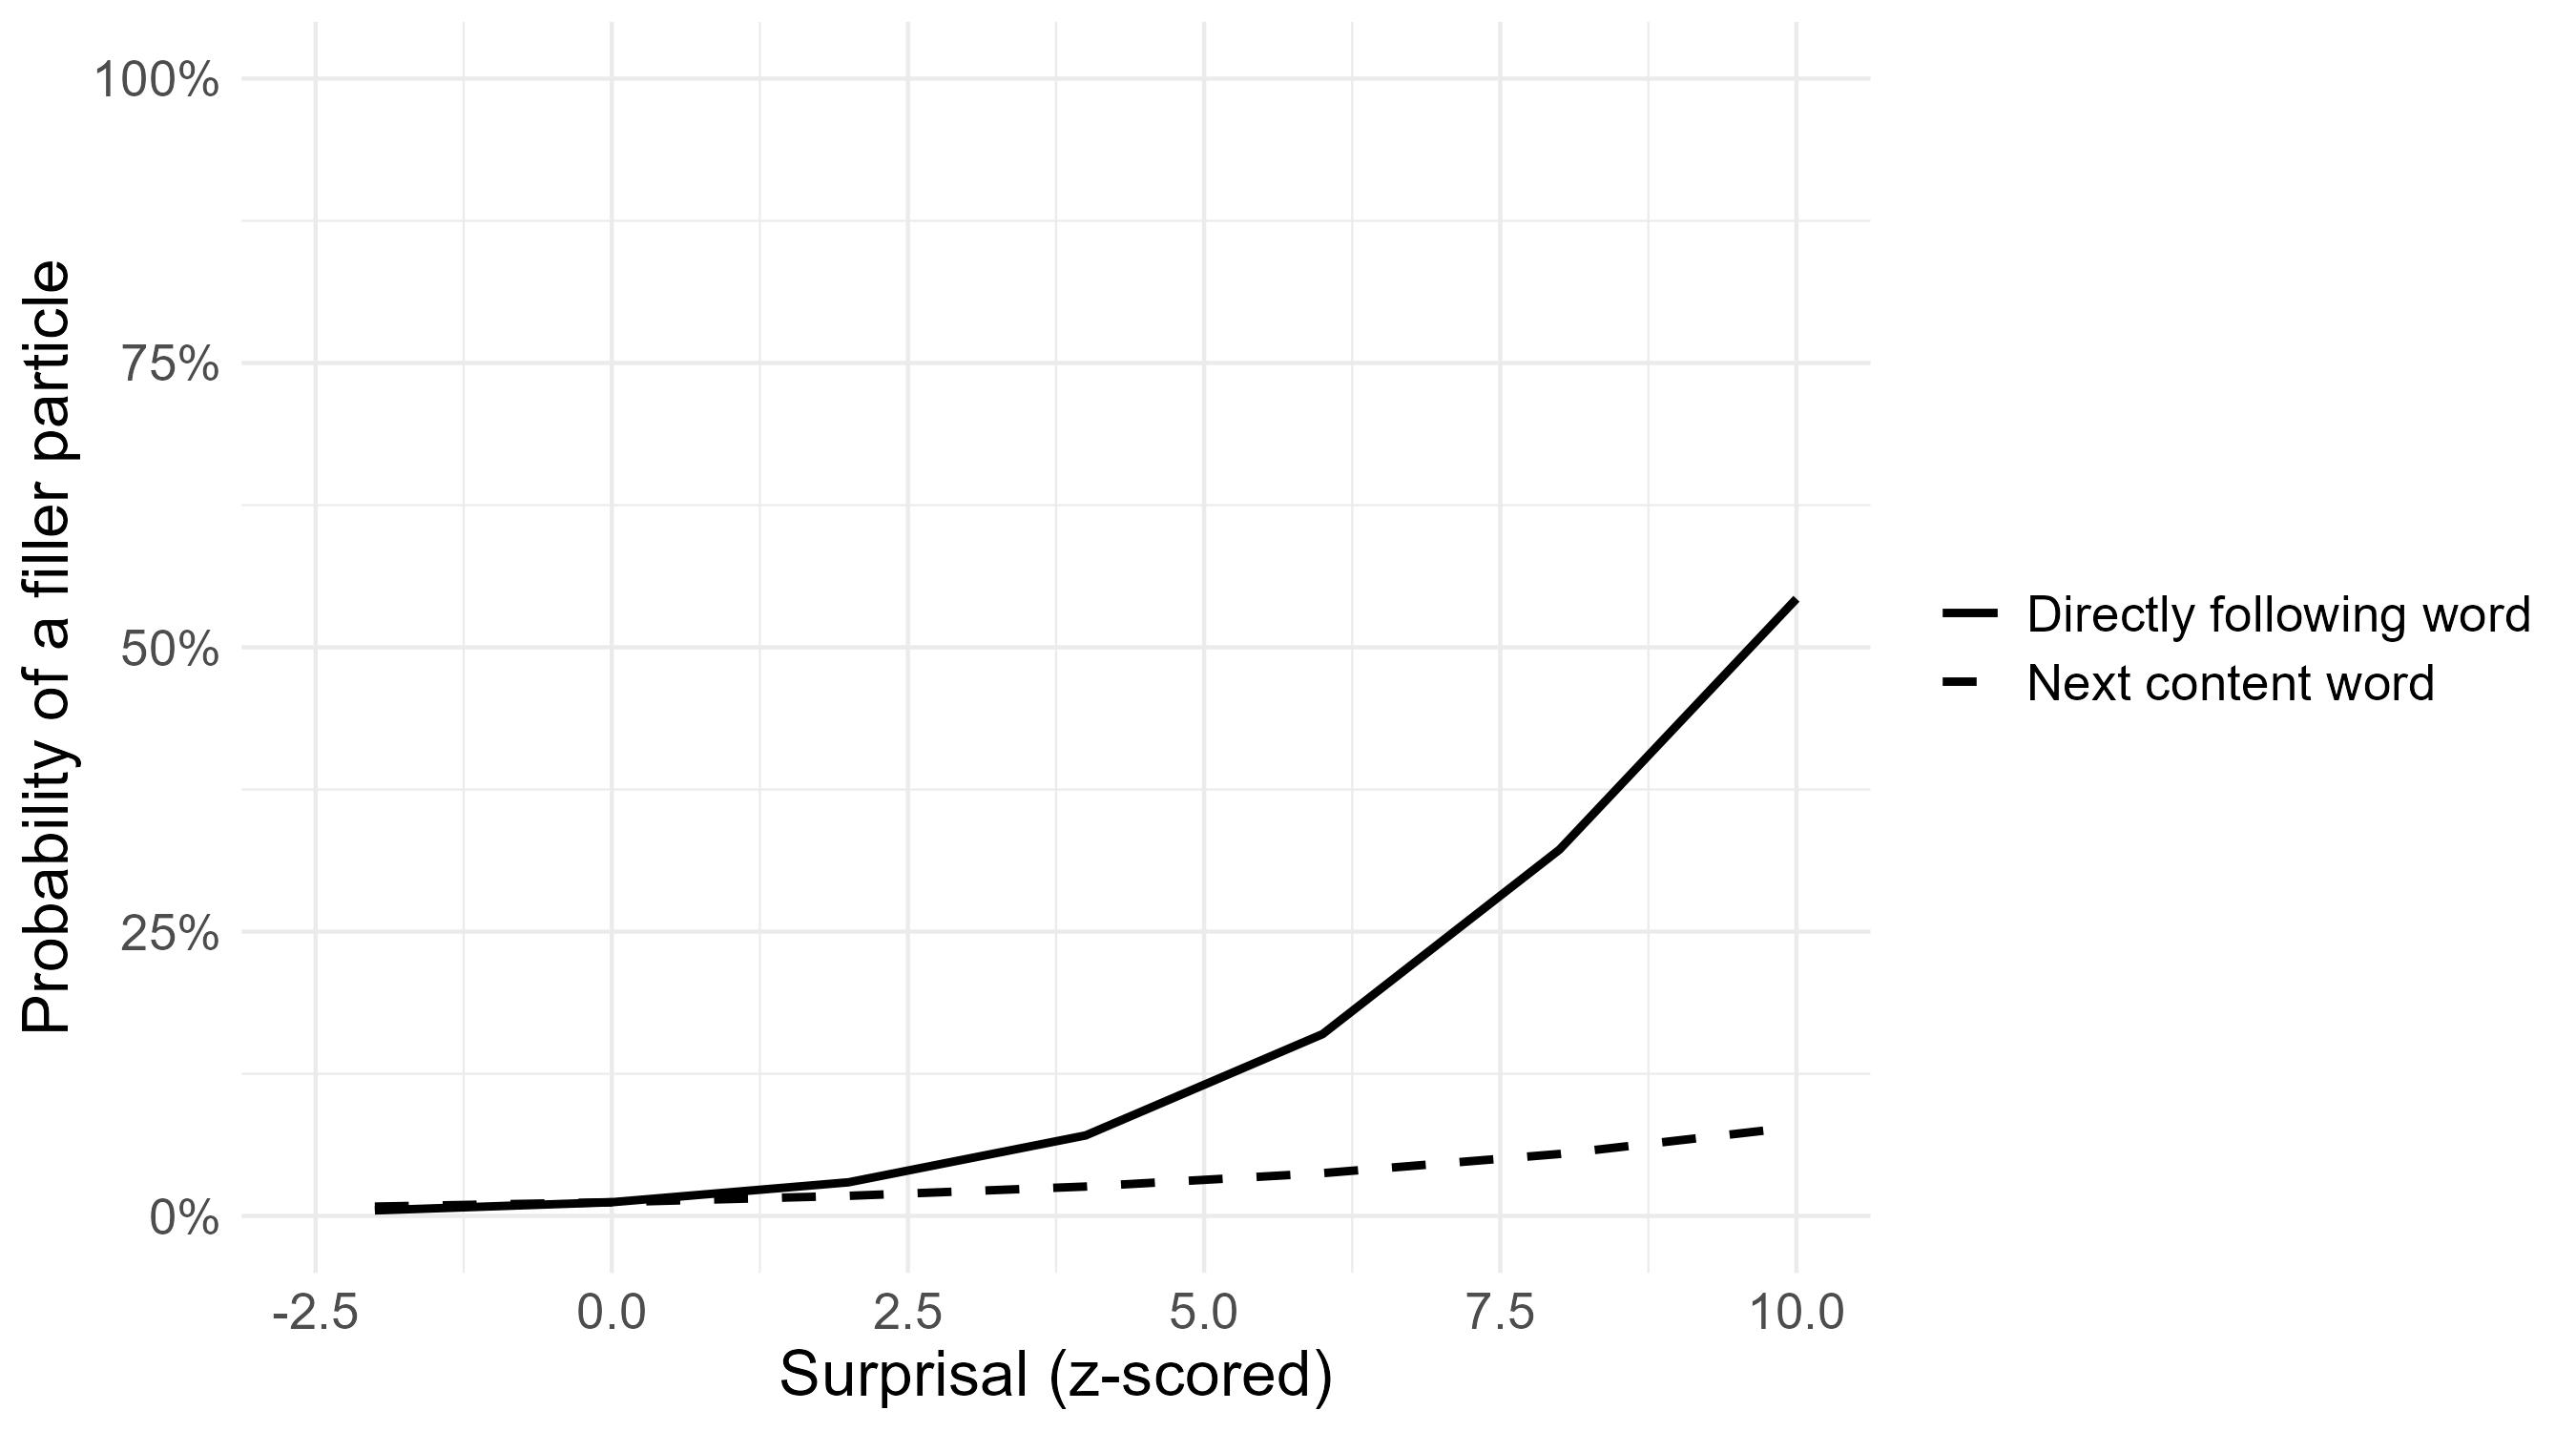 Probability of a filler particle
100%
75%
50%
25%
0%
-2.5 0.0 2.5 5.0 7.5 10.0
Surprisal (z-scored)
Directly following word
Next content word